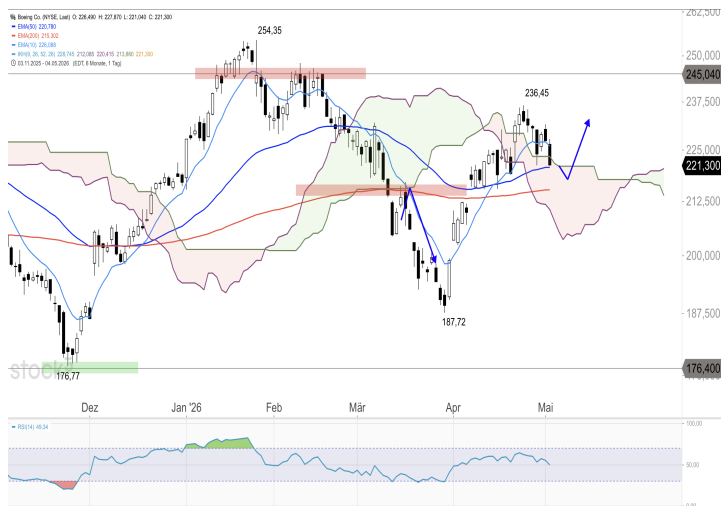 Boeing Co. (NYSE, Last) O: 226,490 H: 227,870 L: 221,040 C: 221,300
EMA(50) 220,780
EMA(200) 215,302
EMA(10) 226,088
03.11.2025 - 04.05.2026 (EDT, 6 Monate, 1 Tag)
262,500
254,35
250,000
245,040
236,45
237,500
225,000
221,300
212,500
200,000
187,72
187,500
176,400
176,77
Dez
Jan '26
Feb
Mär
Apr
Mai
RSI(14) 49,34
100,00
50,00
0,00